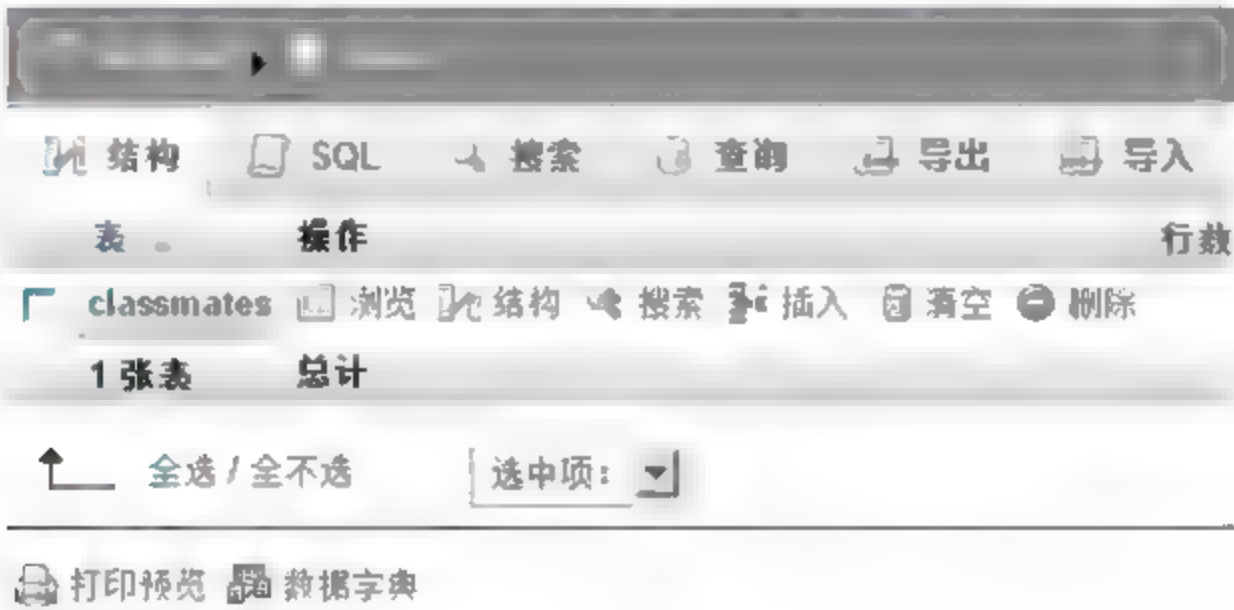 结构 SQL 搜索 查询 导出 导入
表 操作 行数
classmates 浏览 结构 搜索 插入 清空 删除
1 张表 总计
全选 / 全不选 选中项:
打印预览 数据字典